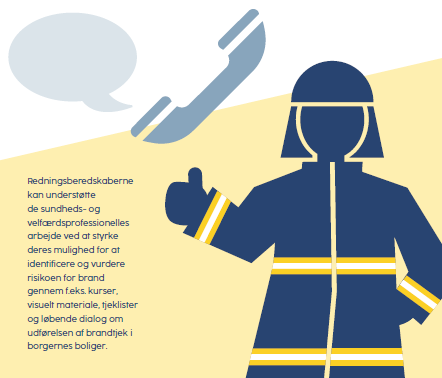 Redningsberedskaberne
kan understøtte
de sundheds- og
velfærdsprofessionelles
arbejde ved at styrke
deres mulighed for at
identificere og vurdere
risikoen for brand
gennem f.eks. kurser,
visuelt materiale, tjeklister
og løbende dialog om
udførelsen af brandtjek i
borgernes boliger.